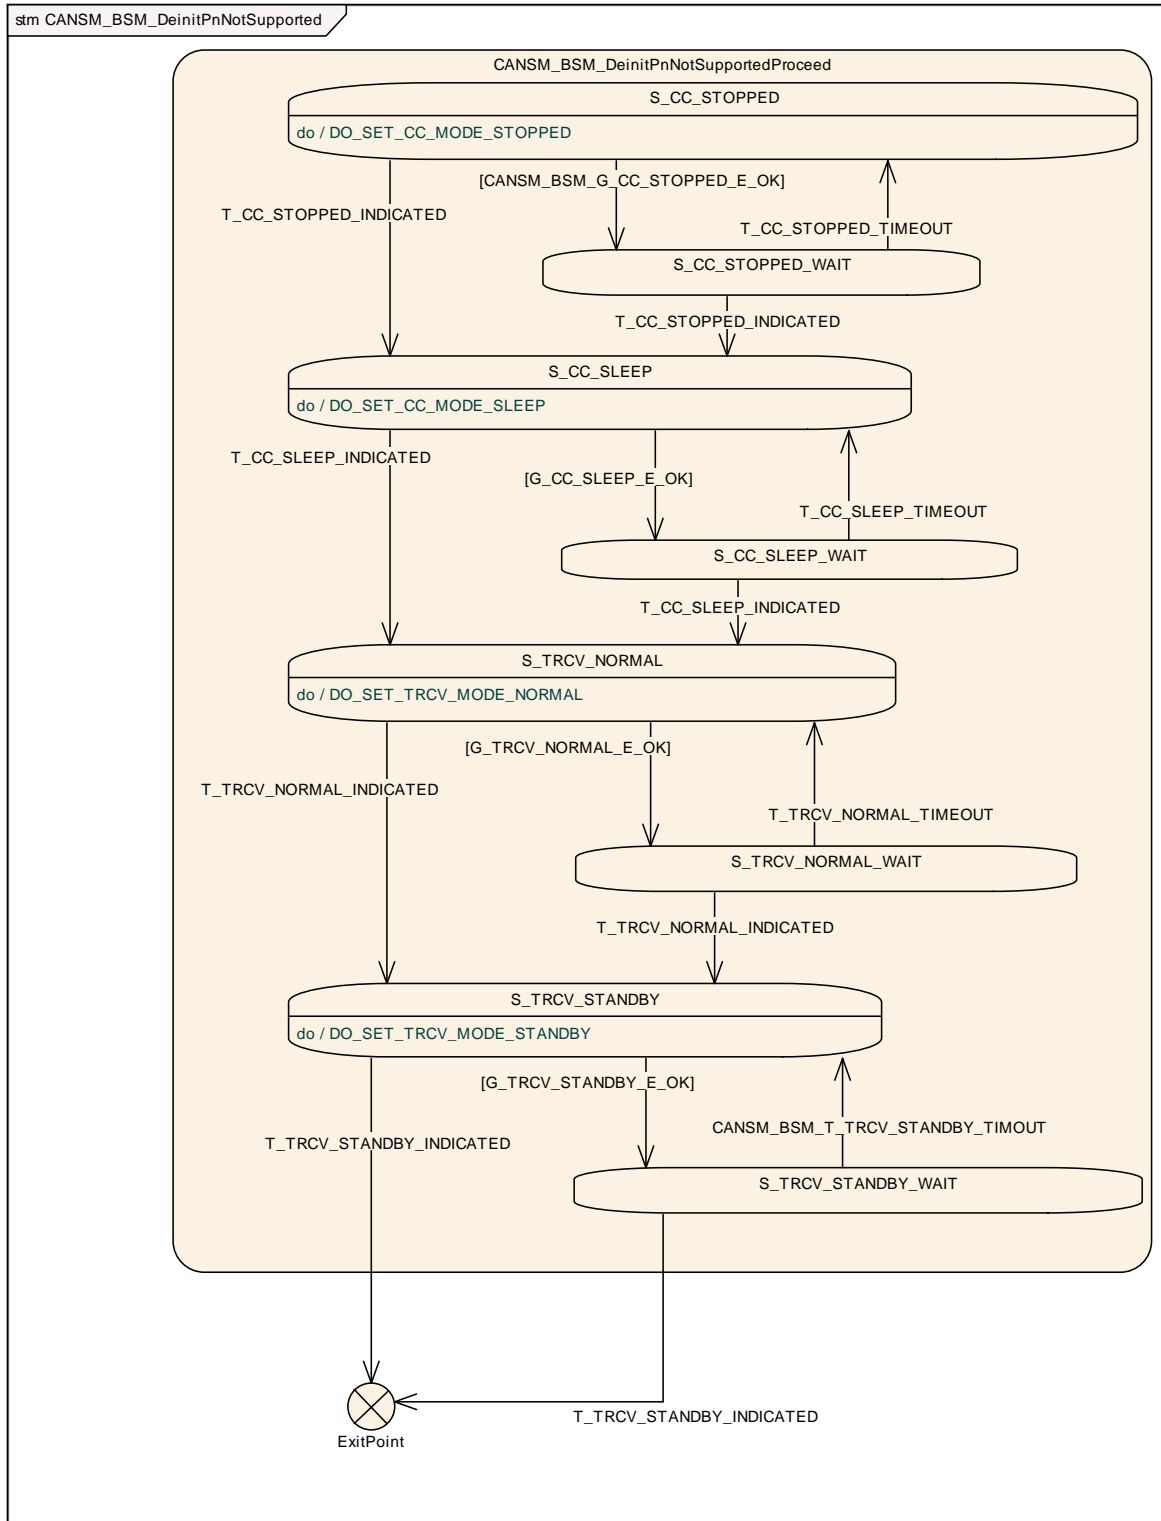 stm CANSM_BSM_DeinitPnNotSupported
CANSM_BSM_DeinitPnNotSupportedProceed
S_CC_STOPPED
do / DO_SET_CC_MODE_STOPPED
[CANSM_BSM_G_CC_STOPPED_E_OK]
T_CC_STOPPED_INDICATED
T_CC_STOPPED_TIMEOUT
S_CC_STOPPED_WAIT
T_CC_STOPPED_INDICATED
S_CC_SLEEP
do / DO_SET_CC_MODE_SLEEP
T_CC_SLEEP_INDICATED
[G_CC_SLEEP_E_OK]
T_CC_SLEEP_TIMEOUT
S_CC_SLEEP_WAIT
T_CC_SLEEP_INDICATED
S_TRCV_NORMAL
do / DO_SET_TRCV_MODE_NORMAL
[G_TRCV_NORMAL_E_OK]
T_TRCV_NORMAL_INDICATED
T_TRCV_NORMAL_TIMEOUT
S_TRCV_NORMAL_WAIT
T_TRCV_NORMAL_INDICATED
S_TRCV_STANDBY
do / DO_SET_TRCV_MODE_STANDBY
[G_TRCV_STANDBY_E_OK]
CANSM_BSM_T_TRCV_STANDBY_TIMOUT
T_TRCV_STANDBY_INDICATED
S_TRCV_STANDBY_WAIT
T_TRCV_STANDBY_INDICATED
ExitPoint